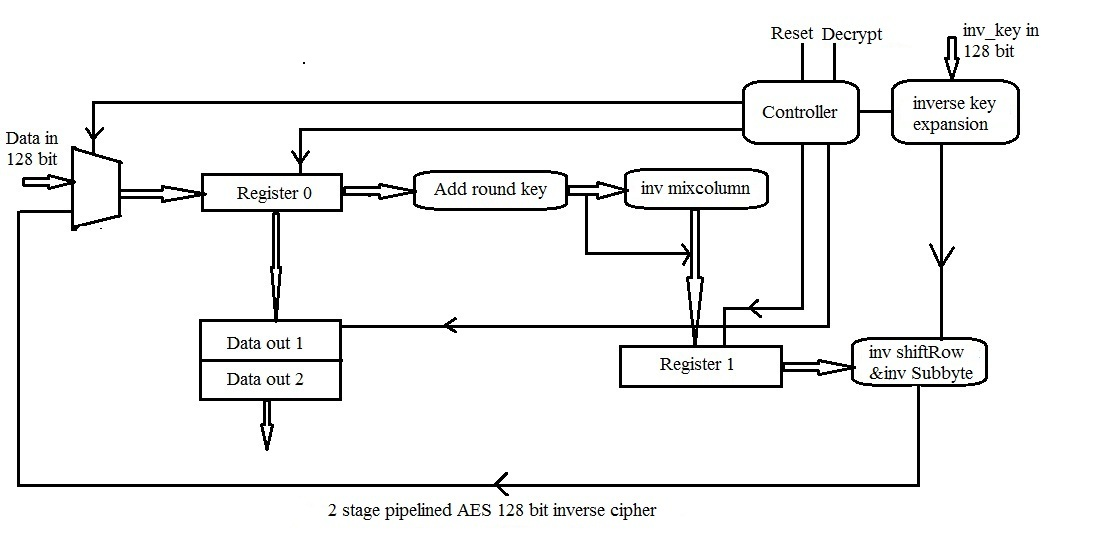 Reset Decrypt
inv_key in
128 bit
Controller
inverse key
expansion
Data in
128 bit
Register 0
Add round key
inv mixcolumn
Data out 1
Data out 2
Register 1
inv shiftRow
&inv Subbyte
2 stage pipelined AES 128 bit inverse cipher